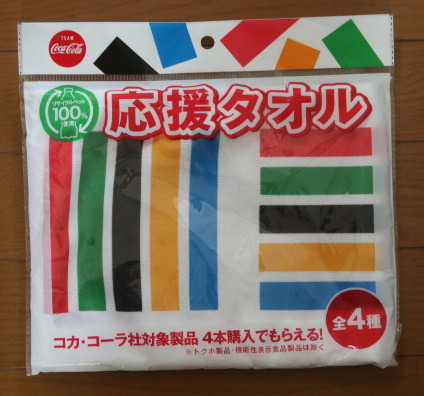 TEAM
Coca-Cola
リサイクルペット
100%
使用!
応援タオル
コカ・コーラ社対象製品 4本購入でもらえる!
※トクホ製品・機能性表示食品製品は除く
全4種